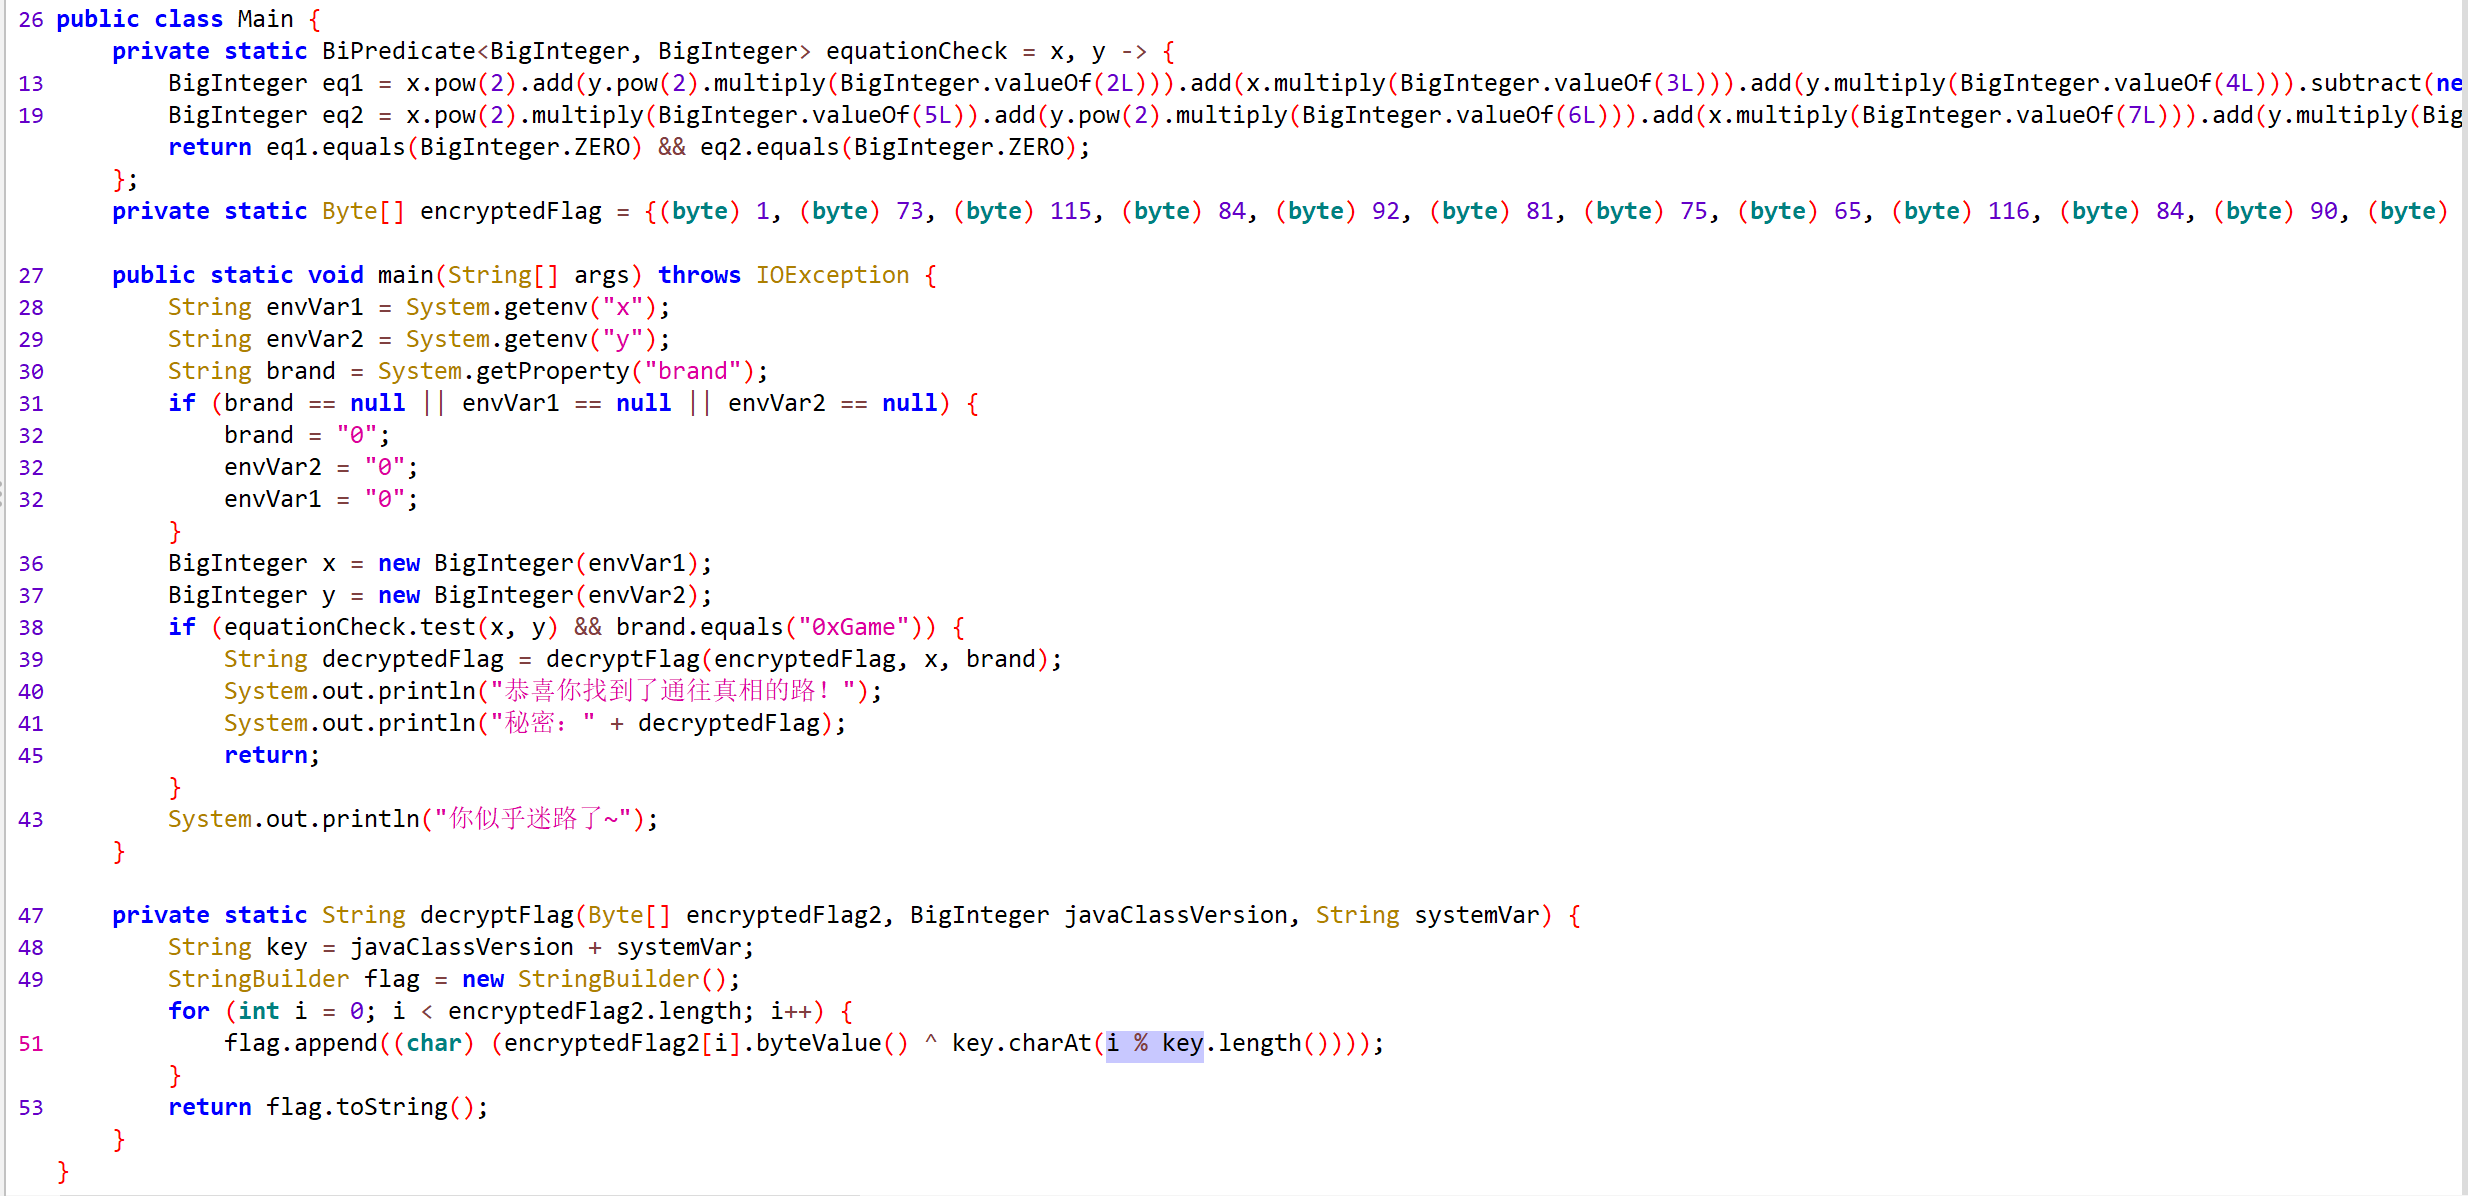 26 public class Main {
    private static BiPredicate<BigInteger, BigInteger> equationCheck = x, y -> {
13        BigInteger eq1 = x.pow(2).add(y.pow(2).multiply(BigInteger.valueOf(2L))).add(x.multiply(BigInteger.valueOf(3L))).add(y.multiply(BigInteger.valueOf(4L))).subtract(ne
19        BigInteger eq2 = x.pow(2).multiply(BigInteger.valueOf(5L)).add(y.pow(2).multiply(BigInteger.valueOf(6L))).add(x.multiply(BigInteger.valueOf(7L))).add(y.multiply(Big
        return eq1.equals(BigInteger.ZERO) && eq2.equals(BigInteger.ZERO);
    };
    private static Byte[] encryptedFlag = {(byte) 1, (byte) 73, (byte) 115, (byte) 84, (byte) 92, (byte) 81, (byte) 75, (byte) 65, (byte) 116, (byte) 84, (byte) 90, (byte)
27    public static void main(String[] args) throws IOException {
28        String envVar1 = System.getenv("x");
29        String envVar2 = System.getenv("y");
30        String brand = System.getProperty("brand");
31        if (brand == null || envVar1 == null || envVar2 == null) {
32            brand = "0";
32            envVar2 = "0";
32            envVar1 = "0";
        }
36        BigInteger x = new BigInteger(envVar1);
37        BigInteger y = new BigInteger(envVar2);
38        if (equationCheck.test(x, y) && brand.equals("0xGame")) {
39            String decryptedFlag = decryptFlag(encryptedFlag, x, brand);
40            System.out.println("恭喜你找到了通往真相的路！");
41            System.out.println("秘密：" + decryptedFlag);
45            return;
        }
43        System.out.println("你似乎迷路了~");
    }
47    private static String decryptFlag(Byte[] encryptedFlag2, BigInteger javaClassVersion, String systemVar) {
48        String key = javaClassVersion + systemVar;
49        StringBuilder flag = new StringBuilder();
        for (int i = 0; i < encryptedFlag2.length; i++) {
51            flag.append((char) (encryptedFlag2[i].byteValue() ^ key.charAt(i % key.length())));
        }
53        return flag.toString();
    }
}